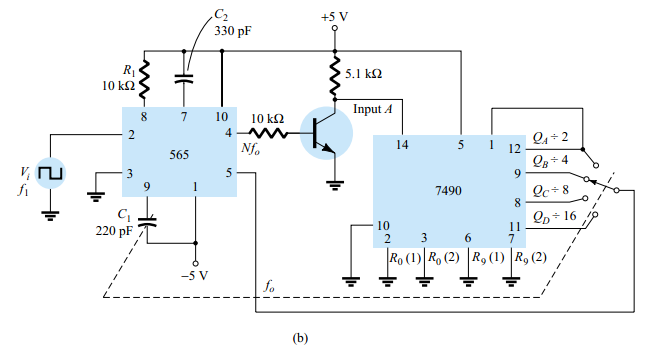 C2
330 pF
+5 V
R1
10 kΩ
5.1 kΩ
Input A
8 7 10
10 kΩ
4
Nfo
2
565
3
5
9 1
Vi
f1
C1
220 pF
–5 V
fo
14 5 1 12
QA ÷ 2
QB ÷ 4
9
7490
8
QC ÷ 8
QD ÷ 16
10
11
2 3 6 7
R0 (1) R0 (2) R9 (1) R9 (2)
(b)